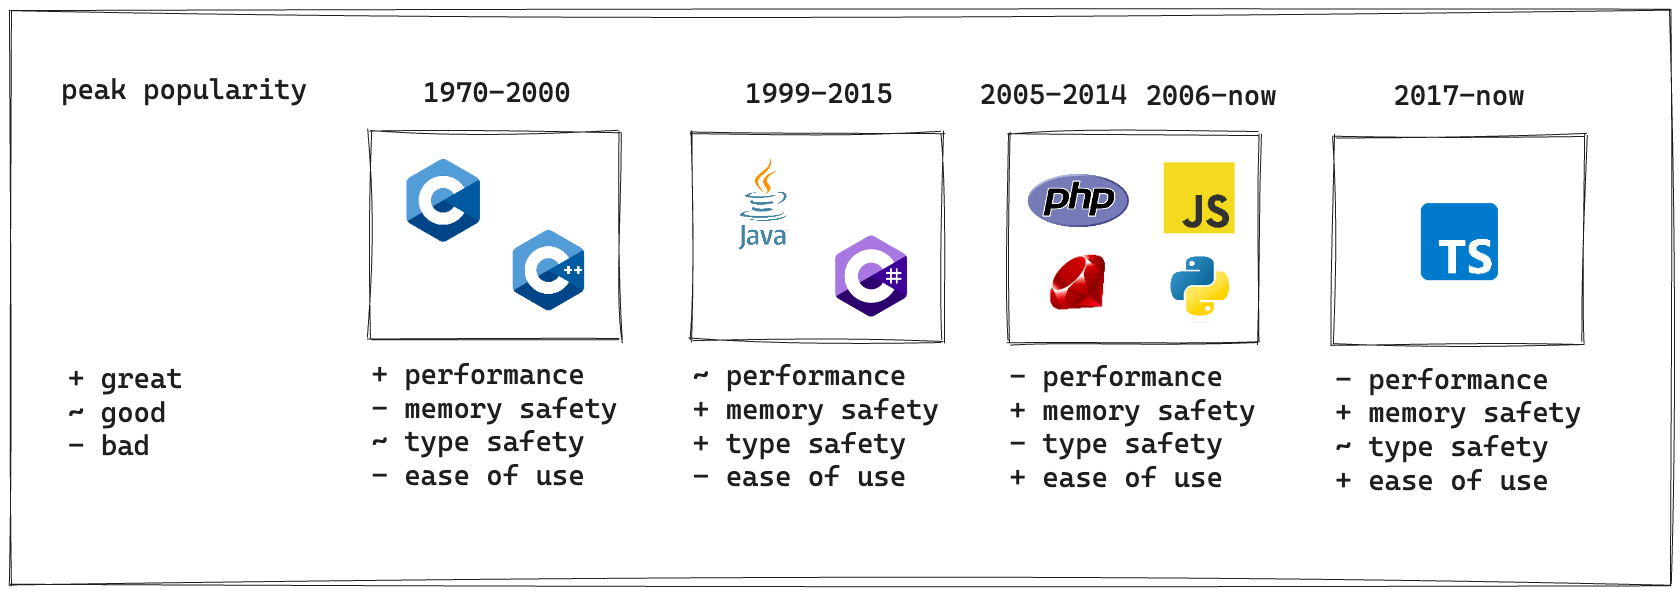 peak popularity
1970-2000
1999-2015
2005-2014 2006-now
2017-now
C
C++
Java
C#
php
JS
TS
+ great
~ good
- bad
+ performance
- memory safety
~ type safety
- ease of use
~ performance
+ memory safety
+ type safety
- ease of use
- performance
+ memory safety
- type safety
+ ease of use
- performance
+ memory safety
~ type safety
+ ease of use